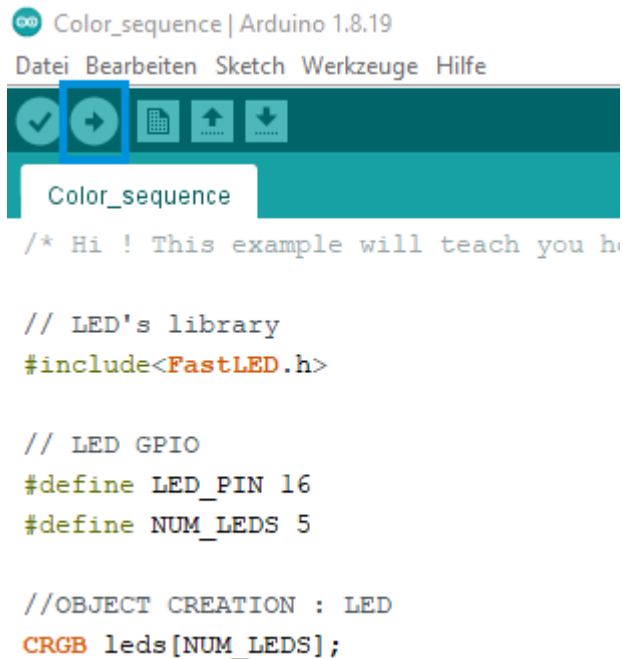 Color_sequence | Arduino 1.8.19
Datei Bearbeiten Sketch Werkzeuge Hilfe
Color_sequence
/* Hi ! This example will teach you
// LED's library
#include<FastLED.h>
// LED GPIO
#define LED_PIN 16
#define NUM_LEDS 5
//OBJECT CREATION : LED
CRGB leds[NUM_LEDS];